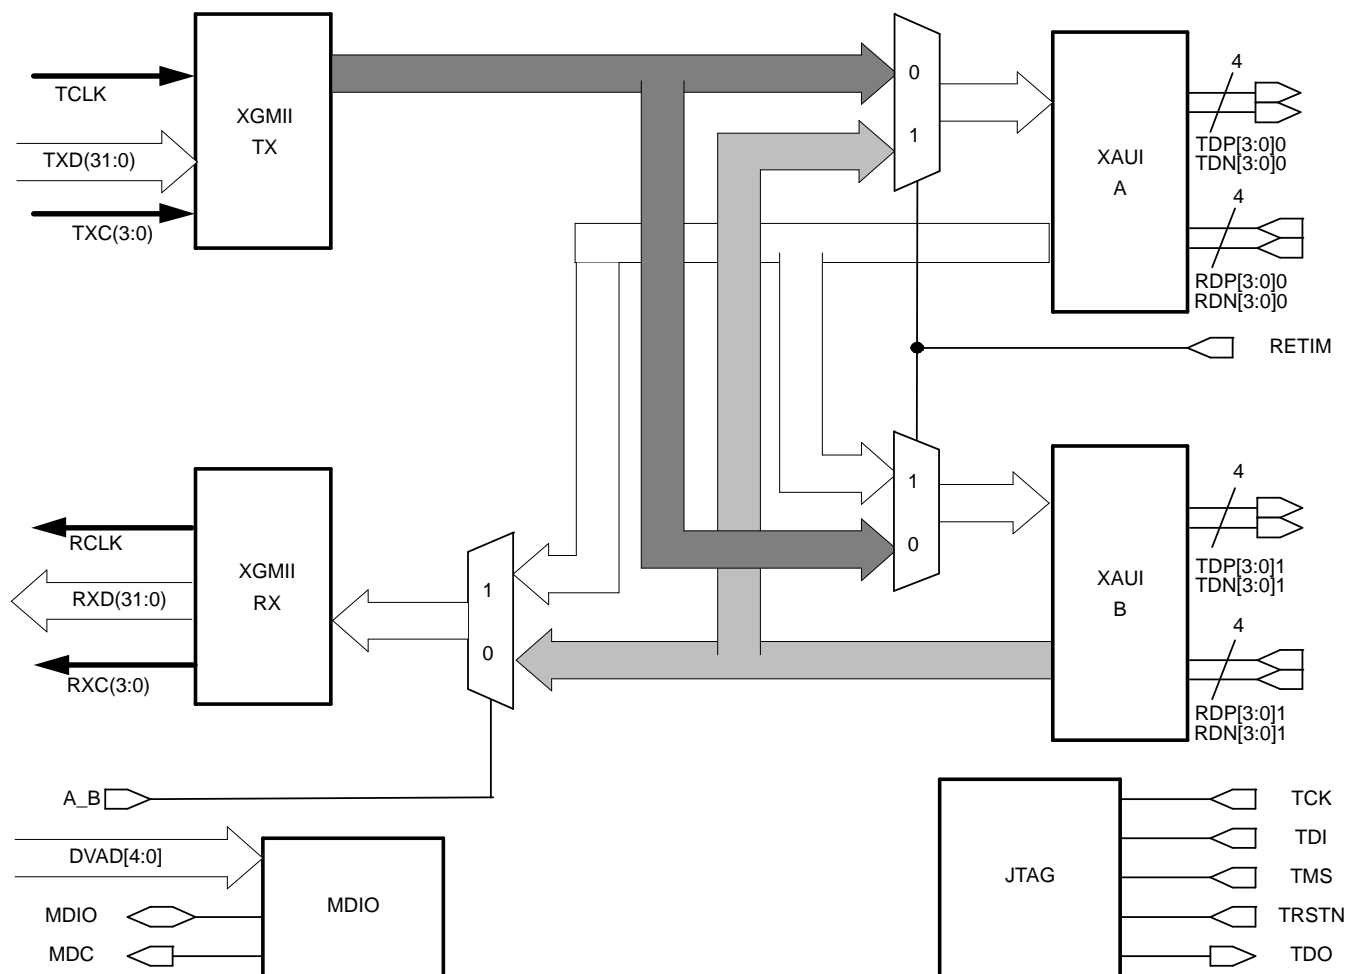 TCLK
TXD(31:0)
TXC(3:0)
XGMII
TX
0
1
XAUI
A
4
TDP[3:0]0
TDN[3:0]0
4
RDP[3:0]0
RDN[3:0]0
RETIM
RCLK
RXD(31:0)
RXC(3:0)
XGMII
RX
1
0
1
0
XAUI
B
4
TDP[3:0]1
TDN[3:0]1
4
RDP[3:0]1
RDN[3:0]1
A_B
DVAD[4:0]
MDIO
MDC
MDIO
JTAG
TCK
TDI
TMS
TRSTN
TDO